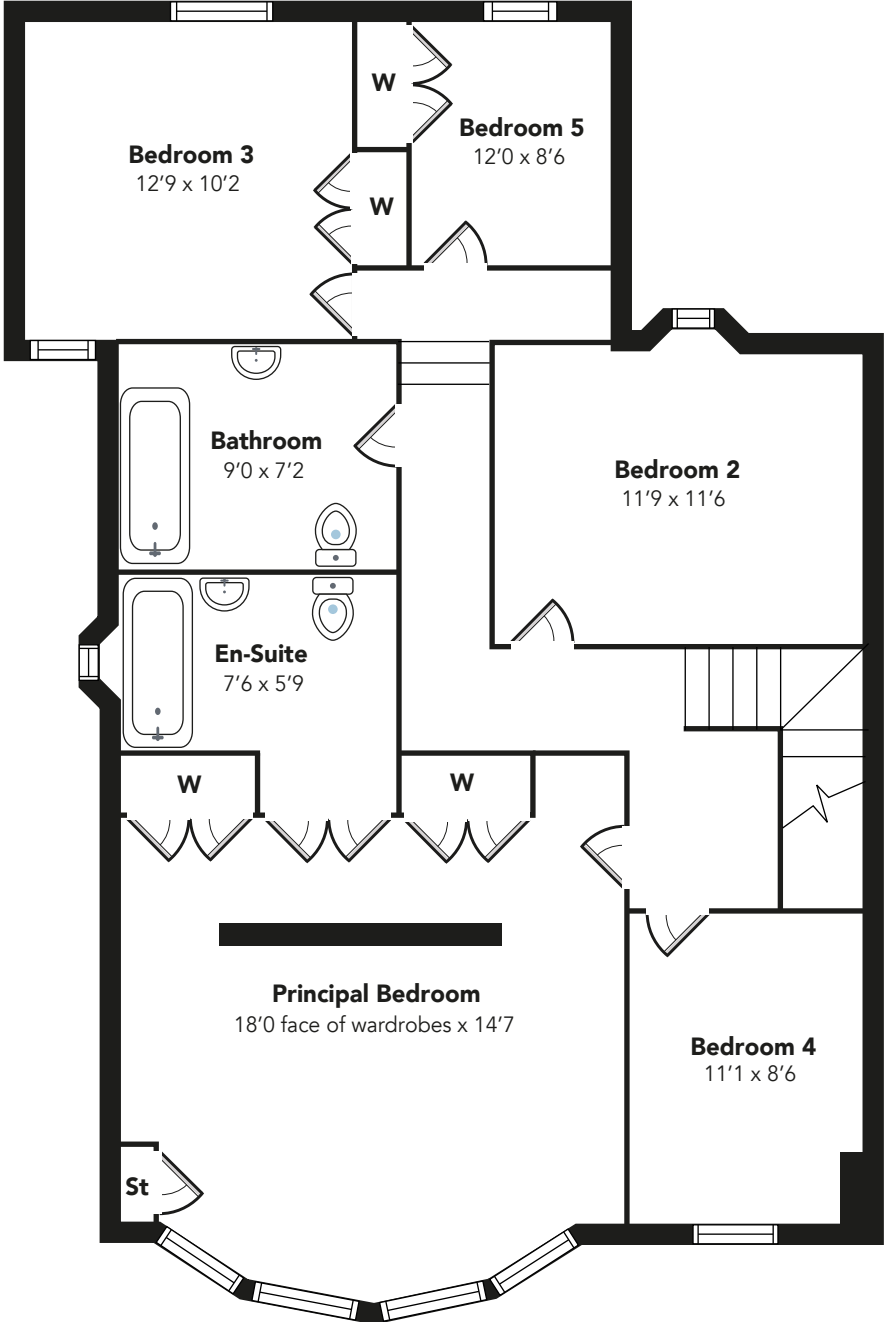 W
Bedroom 5
12’0 x 8’6
Bedroom 3
12’9 x 10’2
W
Bathroom
9’0 x 7’2
Bedroom 2
11’9 x 11’6
En-Suite
7’6 x 5’9
W
W
Principal Bedroom
18’0 face of wardrobes x 14’7
Bedroom 4
11’1 x 8’6
St